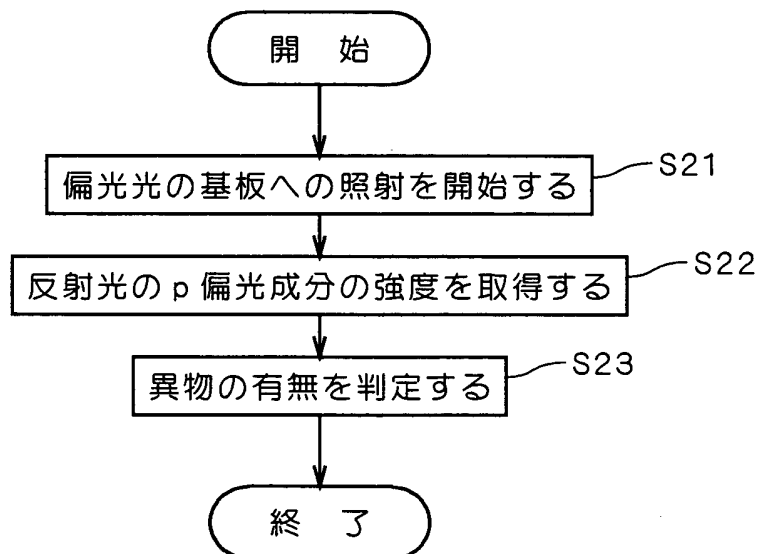 開 始
偏光光の基板への照射を開始する
S21
反射光のp偏光成分の強度を取得する
S22
異物の有無を判定する
S23
終 了